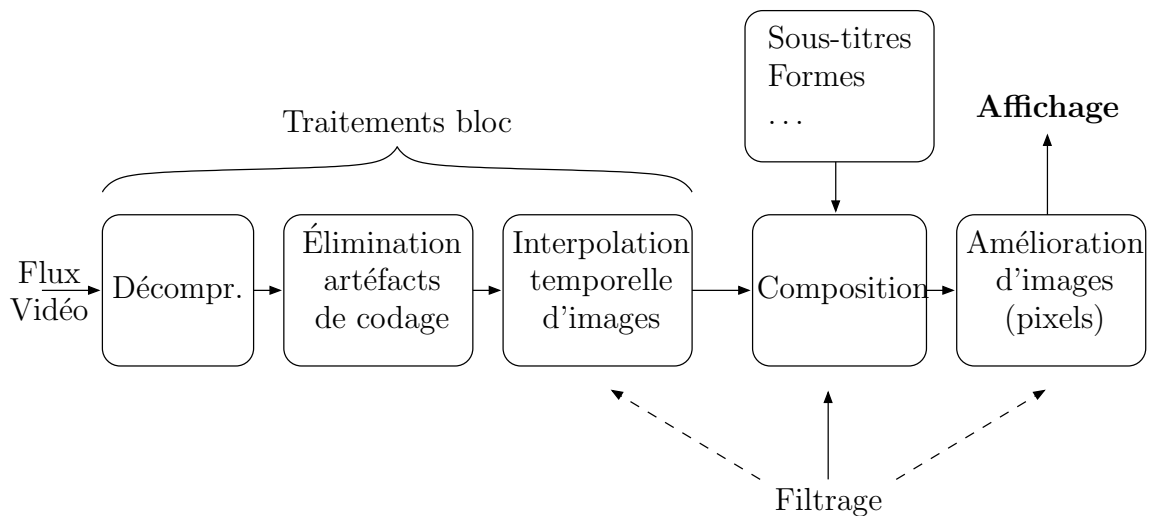 Sous-titres
Formes
. . .
Affichage
Traitements bloc
Flux
Vidéo
Décompr.
Élimination
artéfacts
de codage
Interpolation
temporelle
d'images
Composition
Amélioration
d'images
(pixels)
Filtrage